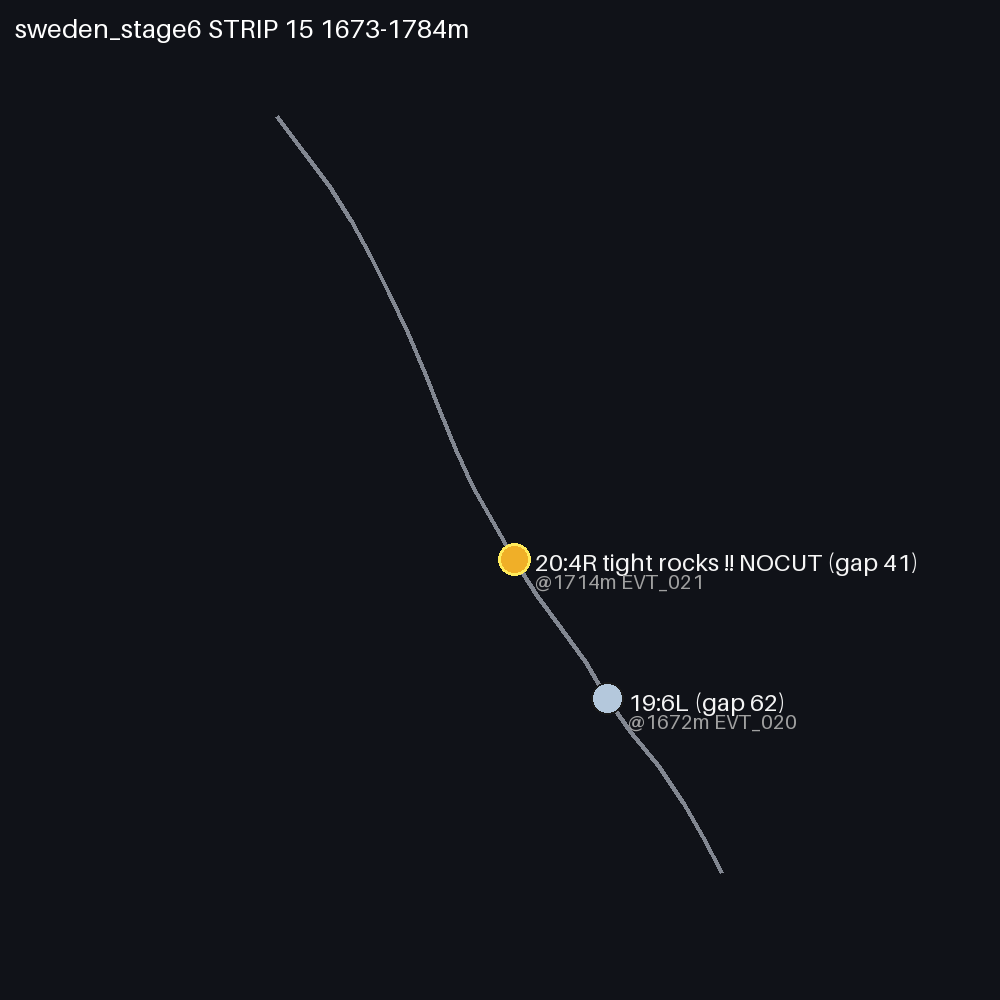 sweden_stage6 STRIP 15 1673-1784m
20:4R tight rocks !! NOCUT (gap 41)
@1714m EVT_021
19:6L (gap 62)
@1672m EVT_020